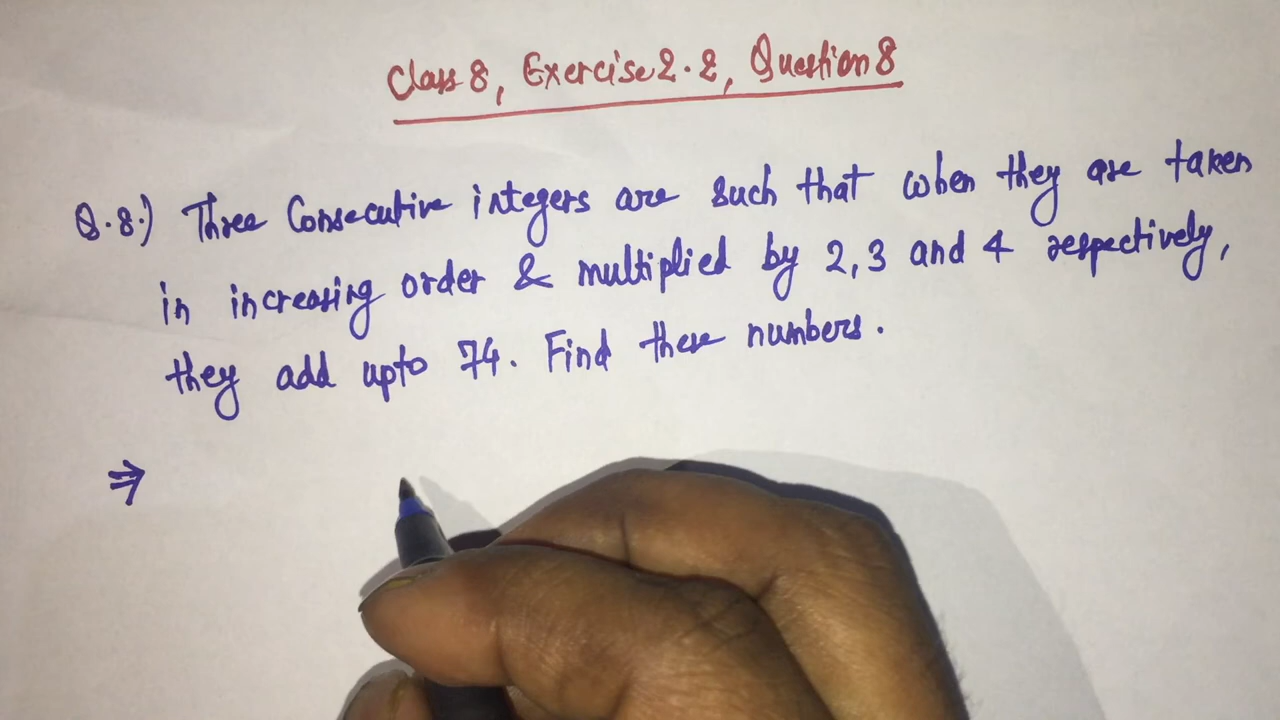 Class 8, Exercise 2.2, Question 8
Q.8.) Three Consecutive integers are such that when they are taken
in increasing order & multiplied by 2, 3 and 4 respectively,
they add upto 74. Find these numbers.
⇒